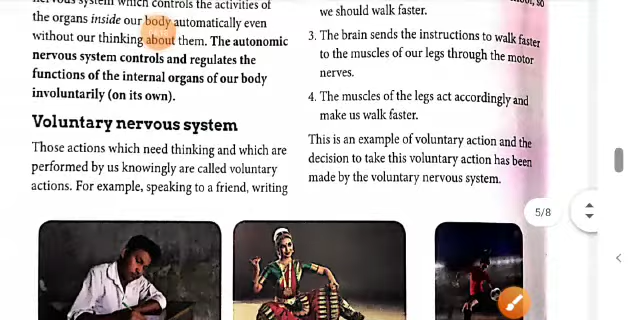 nervous system which controls the activities of
the organs inside our body automatically even
without our thinking about them. The autonomic
nervous system controls and regulates the
functions of the internal organs of our body
involuntarily (on its own).
Voluntary nervous system
Those actions which need thinking and which are
performed by us knowingly are called voluntary
actions. For example, speaking to a friend, writing
so
we should walk faster.
3. The brain sends the instructions to walk faster
to the muscles of our legs through the motor
nerves.
4. The muscles of the legs act accordingly and
make us walk faster.
This is an example of voluntary action and the
decision to take this voluntary action has been
made by the voluntary nervous system.
5/8